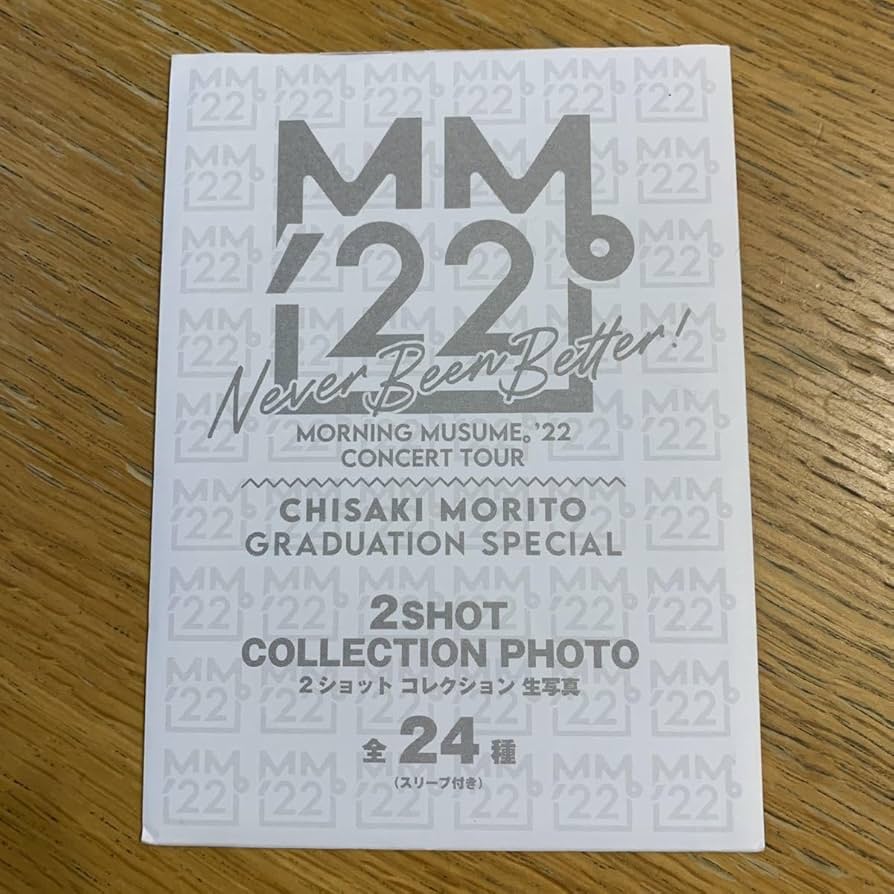 MM
'22
Never Been Better!
MORNING MUSUME。'22
CONCERT TOUR
CHISAKI MORITO
GRADUATION SPECIAL
2SHOT
COLLECTION PHOTO
2ショット コレクション 生写真
全24種
(スリーブ付き)